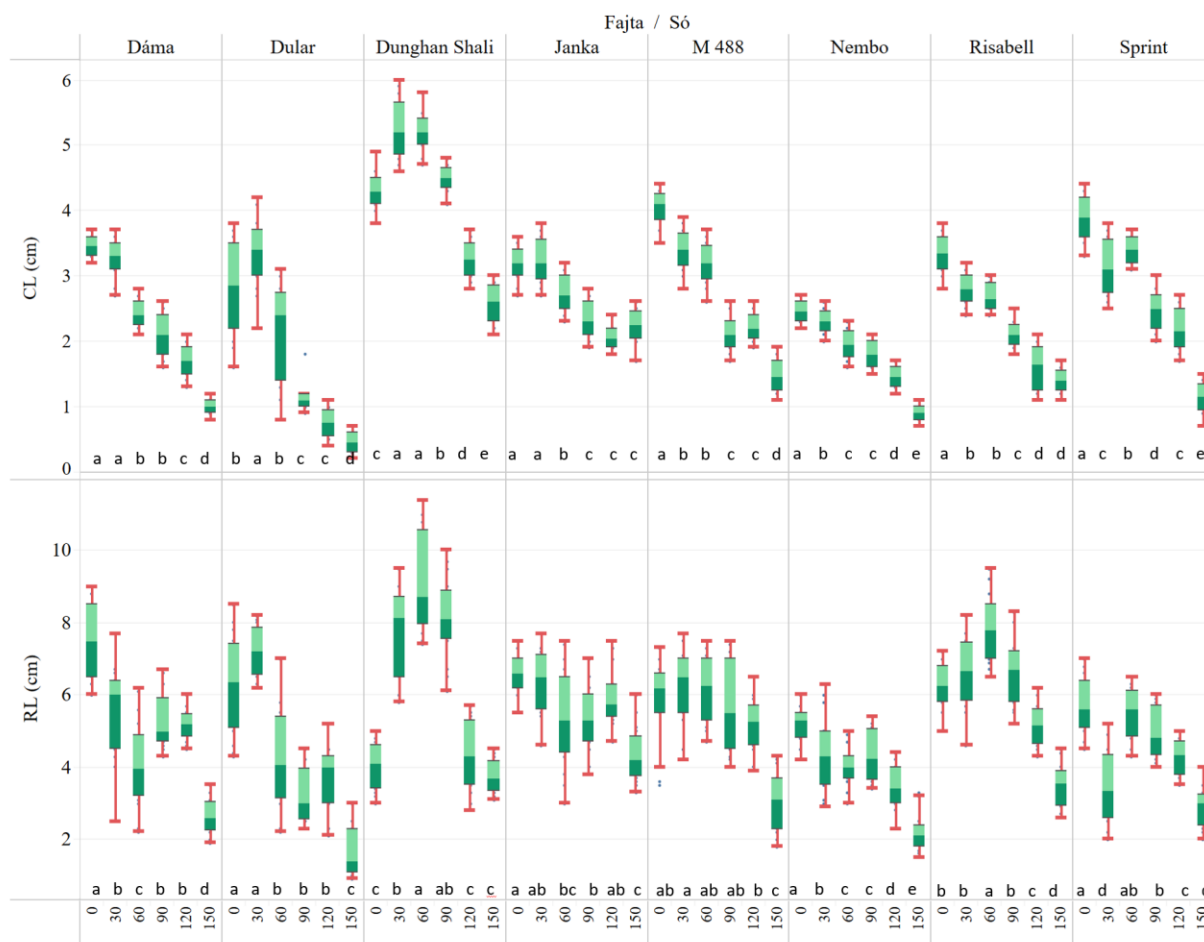 Fajta / Só
Dáma Dular Dunghan Shali Janka M 488 Nembo Risabell Sprint
6
5
4
3
2
1
0
CL (cm)
a a b b c d b a b c c d c a a b d e a a b c c c a b b c c d a b c c d e a b b c d d a c b d c e
10
8
6
4
2
RL (cm)
a b c b b d a a b b b c c b a ab c c a ab bc b ab c ab a ab ab b c a b c c d e b b a b c d a d ab b c d
0 30 60 90 120 150 0 30 60 90 120 150 0 30 60 90 120 150 0 30 60 90 120 150 0 30 60 90 120 150 0 30 60 90 120 150 0 30 60 90 120 150 0 30 60 90 120 150